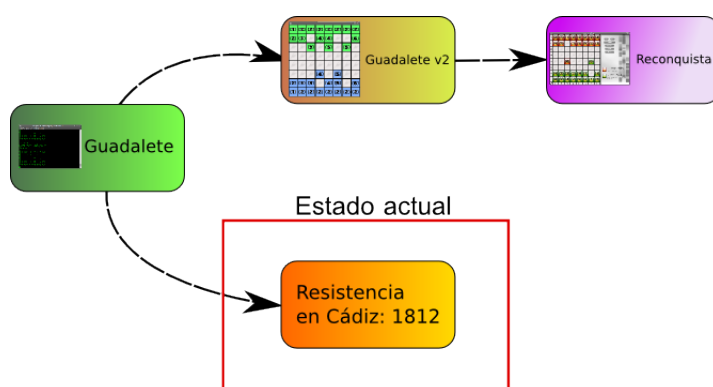 Guadalete v2
Reconquista
Guadalete
Estado actual
Resistencia
en Cádiz: 1812